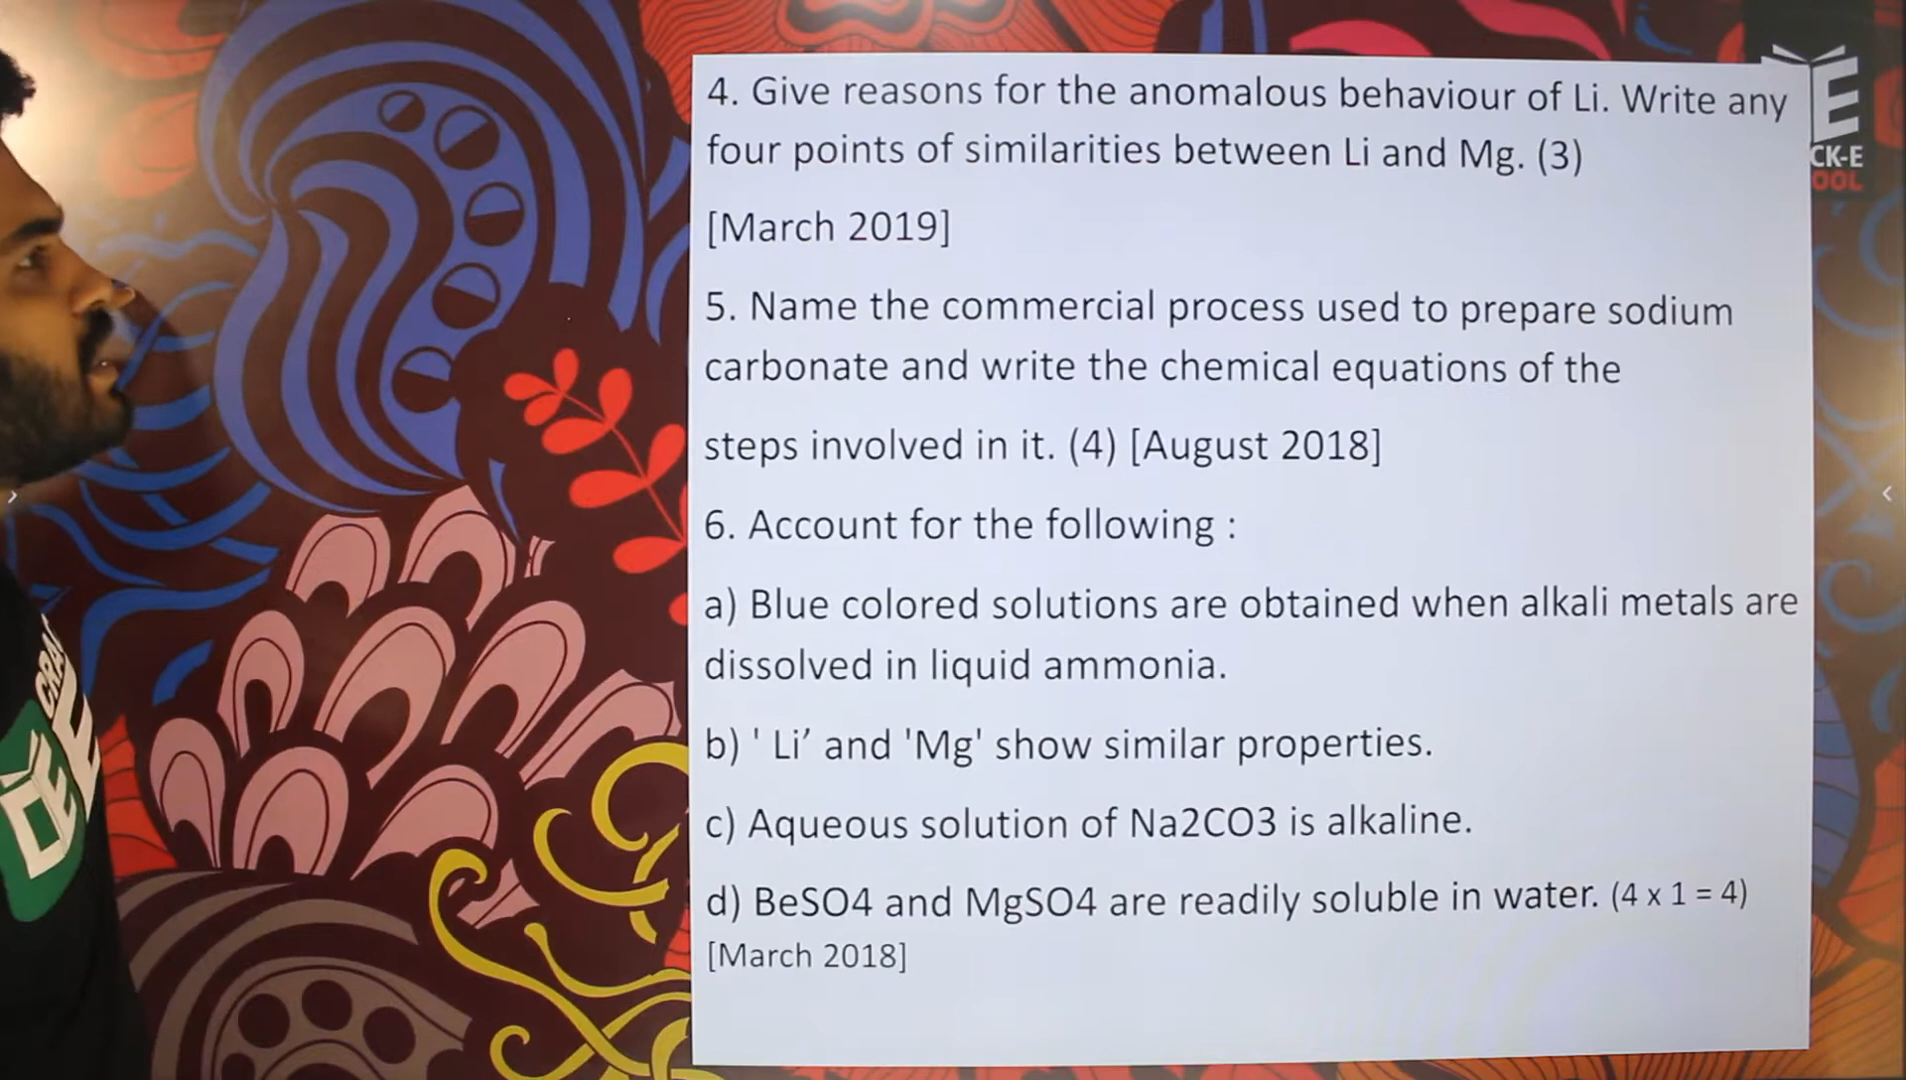 4. Give reasons for the anomalous behaviour of Li. Write any
four points of similarities between Li and Mg. (3)
[March 2019]
5. Name the commercial process used to prepare sodium
carbonate and write the chemical equations of the
steps involved in it. (4) [August 2018]
6. Account for the following :
a) Blue colored solutions are obtained when alkali metals are
dissolved in liquid ammonia.
b) ' Li’ and 'Mg' show similar properties.
c) Aqueous solution of Na2CO3 is alkaline.
d) BeSO4 and MgSO4 are readily soluble in water. (4 x 1 = 4)
[March 2018]
E
CK-E
OOL
CRA
E